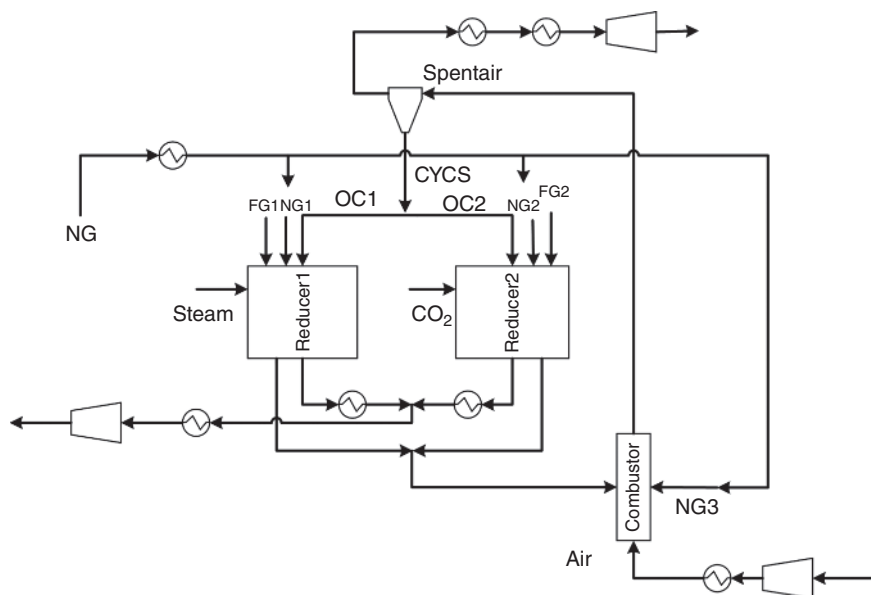 Spentair
CYCS
OC1
OC2
FG1
NG1
NG2
FG2
NG
Steam
Reducer1
CO₂
Reducer2
Combustor
NG3
Air